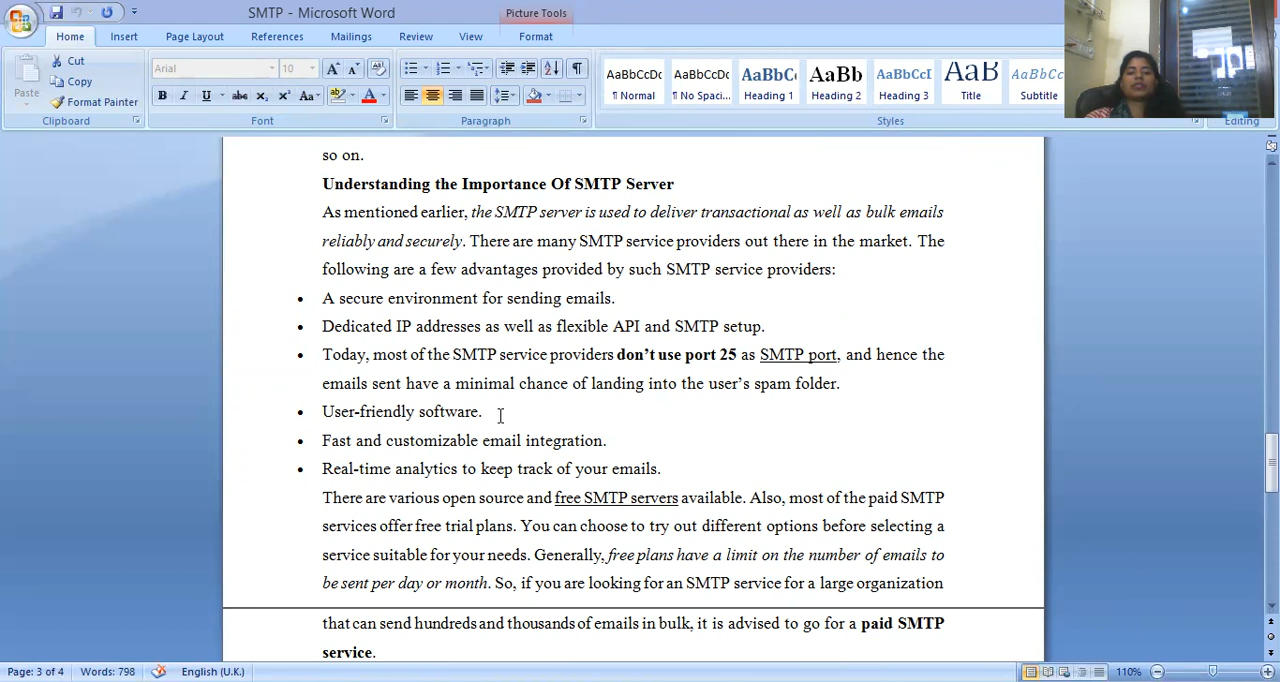 SMTP - Microsoft Word
Picture Tools
Home Insert Page Layout References Mailings Review View Format
Paste
Cut
Copy
Format Painter
Clipboard
Arial 10
B I U abc X₂ X² Aa
Font
Paragraph
AaBbCcDc AaBbCcDc AaBbC( AaBb AaBbCcI AaB AaBbCcI
¶ Normal ¶ No Spaci... Heading 1 Heading 2 Heading 3 Title Subtitle
Styles
Editing
so on.
Understanding the Importance Of SMTP Server
As mentioned earlier, the SMTP server is used to deliver transactional as well as bulk emails
reliably and securely. There are many SMTP service providers out there in the market. The
following are a few advantages provided by such SMTP service providers:
• A secure environment for sending emails.
• Dedicated IP addresses as well as flexible API and SMTP setup.
• Today, most of the SMTP service providers don’t use port 25 as SMTP port, and hence the
emails sent have a minimal chance of landing into the user’s spam folder.
• User-friendly software.
• Fast and customizable email integration.
• Real-time analytics to keep track of your emails.
There are various open source and free SMTP servers available. Also, most of the paid SMTP
services offer free trial plans. You can choose to try out different options before selecting a
service suitable for your needs. Generally, free plans have a limit on the number of emails to
be sent per day or month. So, if you are looking for an SMTP service for a large organization
that can send hundreds and thousands of emails in bulk, it is advised to go for a paid SMTP
service.
Page: 3 of 4 Words: 798 English (U.K.) 110%